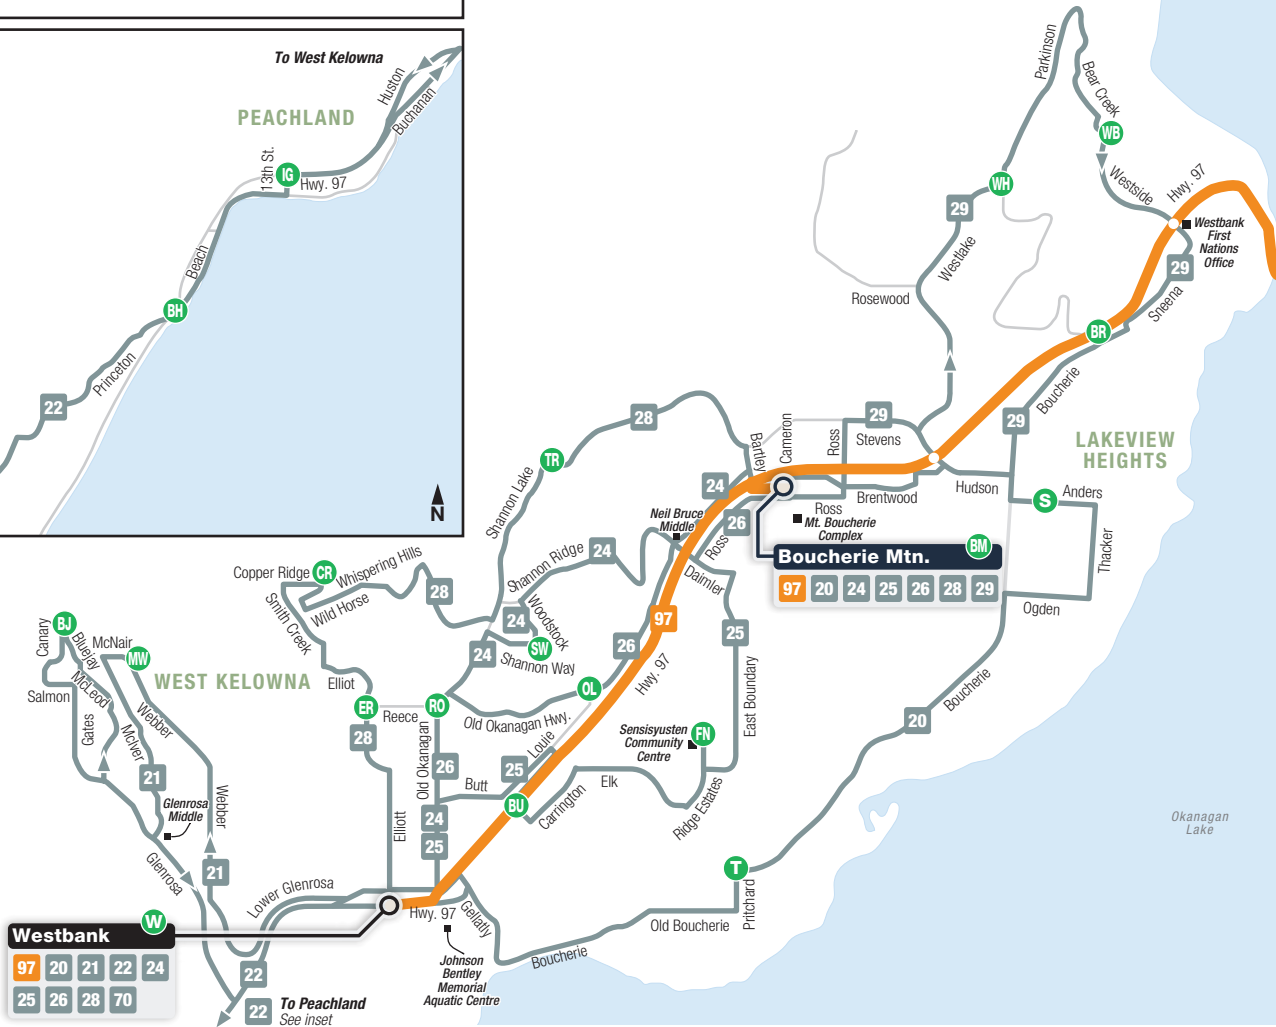 To West Kelowna
PEACHLAND
Huston
Buchanan
13th St.
IG
Hwy. 97
Beach
BH
Princeton
22
N
Parkinson
Bear Creek
WB
WH
29
Westside
Hwy. 97
Westbank
First
Nations
Office
29
Sneena
Westlake
Rosewood
BR
Boucherie
29
LAKEVIEW
HEIGHTS
28
Bartley
Cameron
Ross
29
Stevens
TR
Shannon Lake
24
Hudson
S
Anders
Brentwood
Ross
Mt. Boucherie
Complex
26
Neil Bruce
Middle
Ross
Boucherie Mtn.
BM
97
20
24
25
26
28
29
Thacker
Ogden
Copper Ridge
CR
Whispering Hills
Wild Horse
Smith Creek
28
Shannon Ridge
24
Woodstock
24
SW
Shannon Way
24
Daimler
97
25
26
Hwy. 97
East Boundary
Canary
BJ
Bluejay
McNair
MW
WEST KELOWNA
Salmon
McLeod
Gates
McIver
Webber
21
Glenrosa
Middle
Webber
21
Glenrosa
Elliot
ER
Reece
RO
28
Old Okanagan
OL
Old Okanagan Hwy.
26
Louie
25
Butt
24
25
BU
Carrington
Elk
Sensisyusten
Community
Centre
FN
Ridge Estates
Elliott
20
Boucherie
T
Pritchard
Old Boucherie
Boucherie
Okanagan
Lake
Lower Glenrosa
Hwy. 97
Gellatly
Johnson
Bentley
Memorial
Aquatic Centre
Westbank
W
97
20
21
22
24
25
26
28
70
22
22
To Peachland
See inset